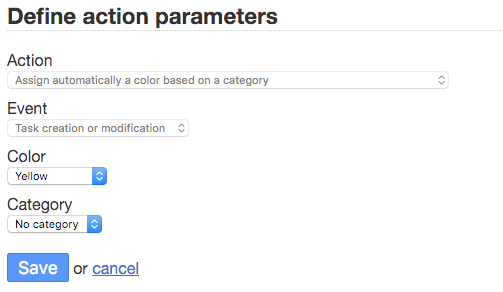 Define action parameters
Action
Assign automatically a color based on a category
Event
Task creation or modification
Color
Yellow
Category
No category
Save or cancel